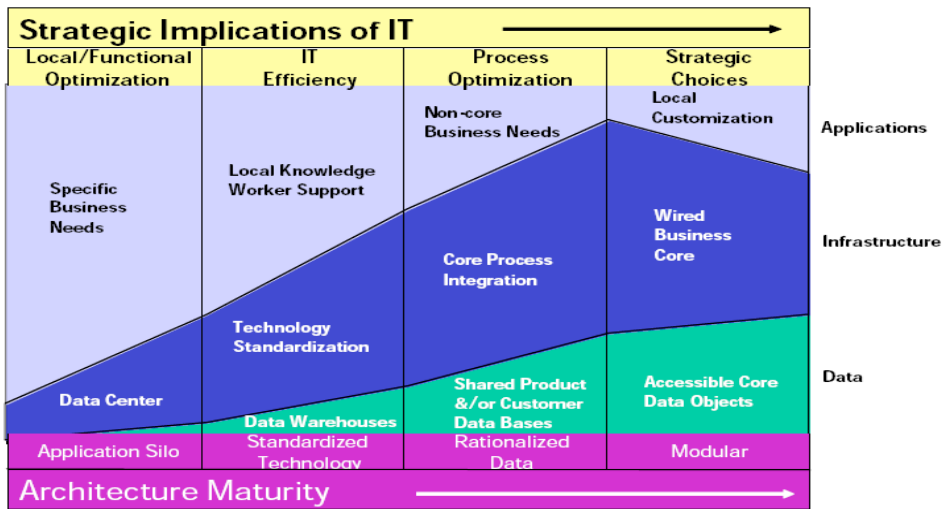 Strategic Implications of IT
Local/Functional
Optimization
IT
Efficiency
Process
Optimization
Strategic
Choices
Specific
Business
Needs
Local Knowledge
Worker Support
Non-core
Business Needs
Local
Customization
Applications
Data Center
Technology
Standardization
Core Process
Integration
Wired
Business
Core
Infrastructure
Data Warehouses
Shared Product
&/or Customer
Data Bases
Accessible Core
Data Objects
Data
Application Silo
Standardized
Technology
Rationalized
Data
Modular
Architecture Maturity